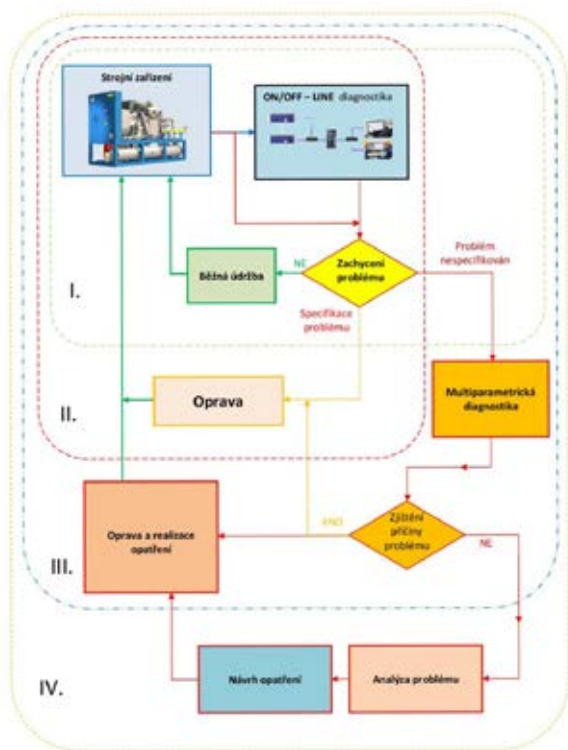 Strojní zařízení
ON/OFF – LINE diagnostika
Běžná údržba
NE
Zachycení
problému
Problém
nespecifikován
I.
Specifikace
problému
Oprava
II.
Multiparametrická
diagnostika
Oprava a realizace
opatření
ANO
Zjištění
příčiny
problému
NE
III.
Návrh opatření
Analýza problému
IV.